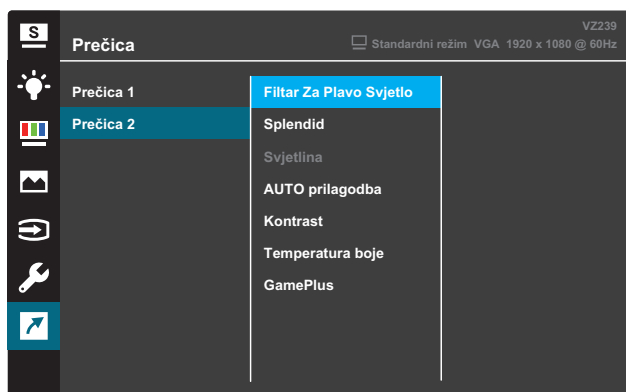 S
VZ239
Prečica
Standardni režim VGA 1920 x 1080 @ 60Hz
Prečica 1
Prečica 2
Filtar Za Plavo Svjetlo
Splendid
Svjetlina
AUTO prilagodba
Kontrast
Temperatura boje
GamePlus